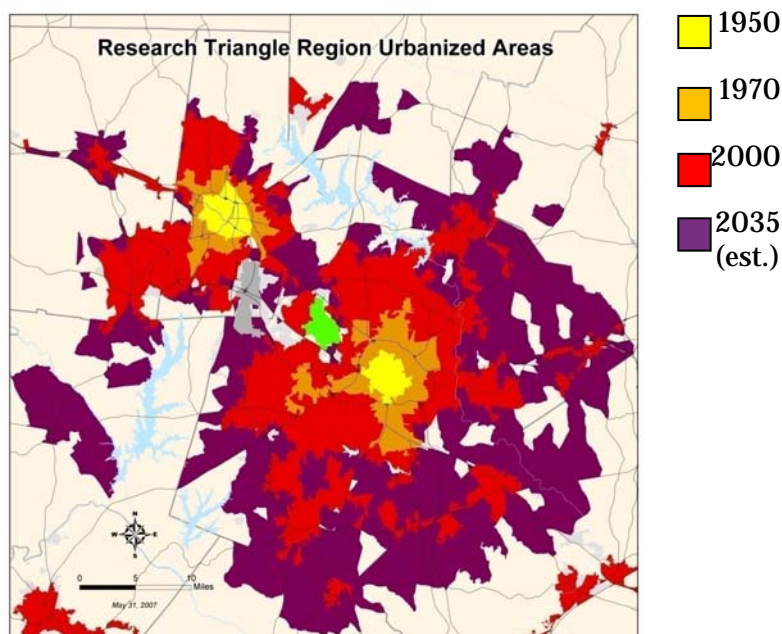 Research Triangle Region Urbanized Areas
1950
1970
2000
2035
(est.)
N
W E
S
0 5 10
Miles
May 31, 2007